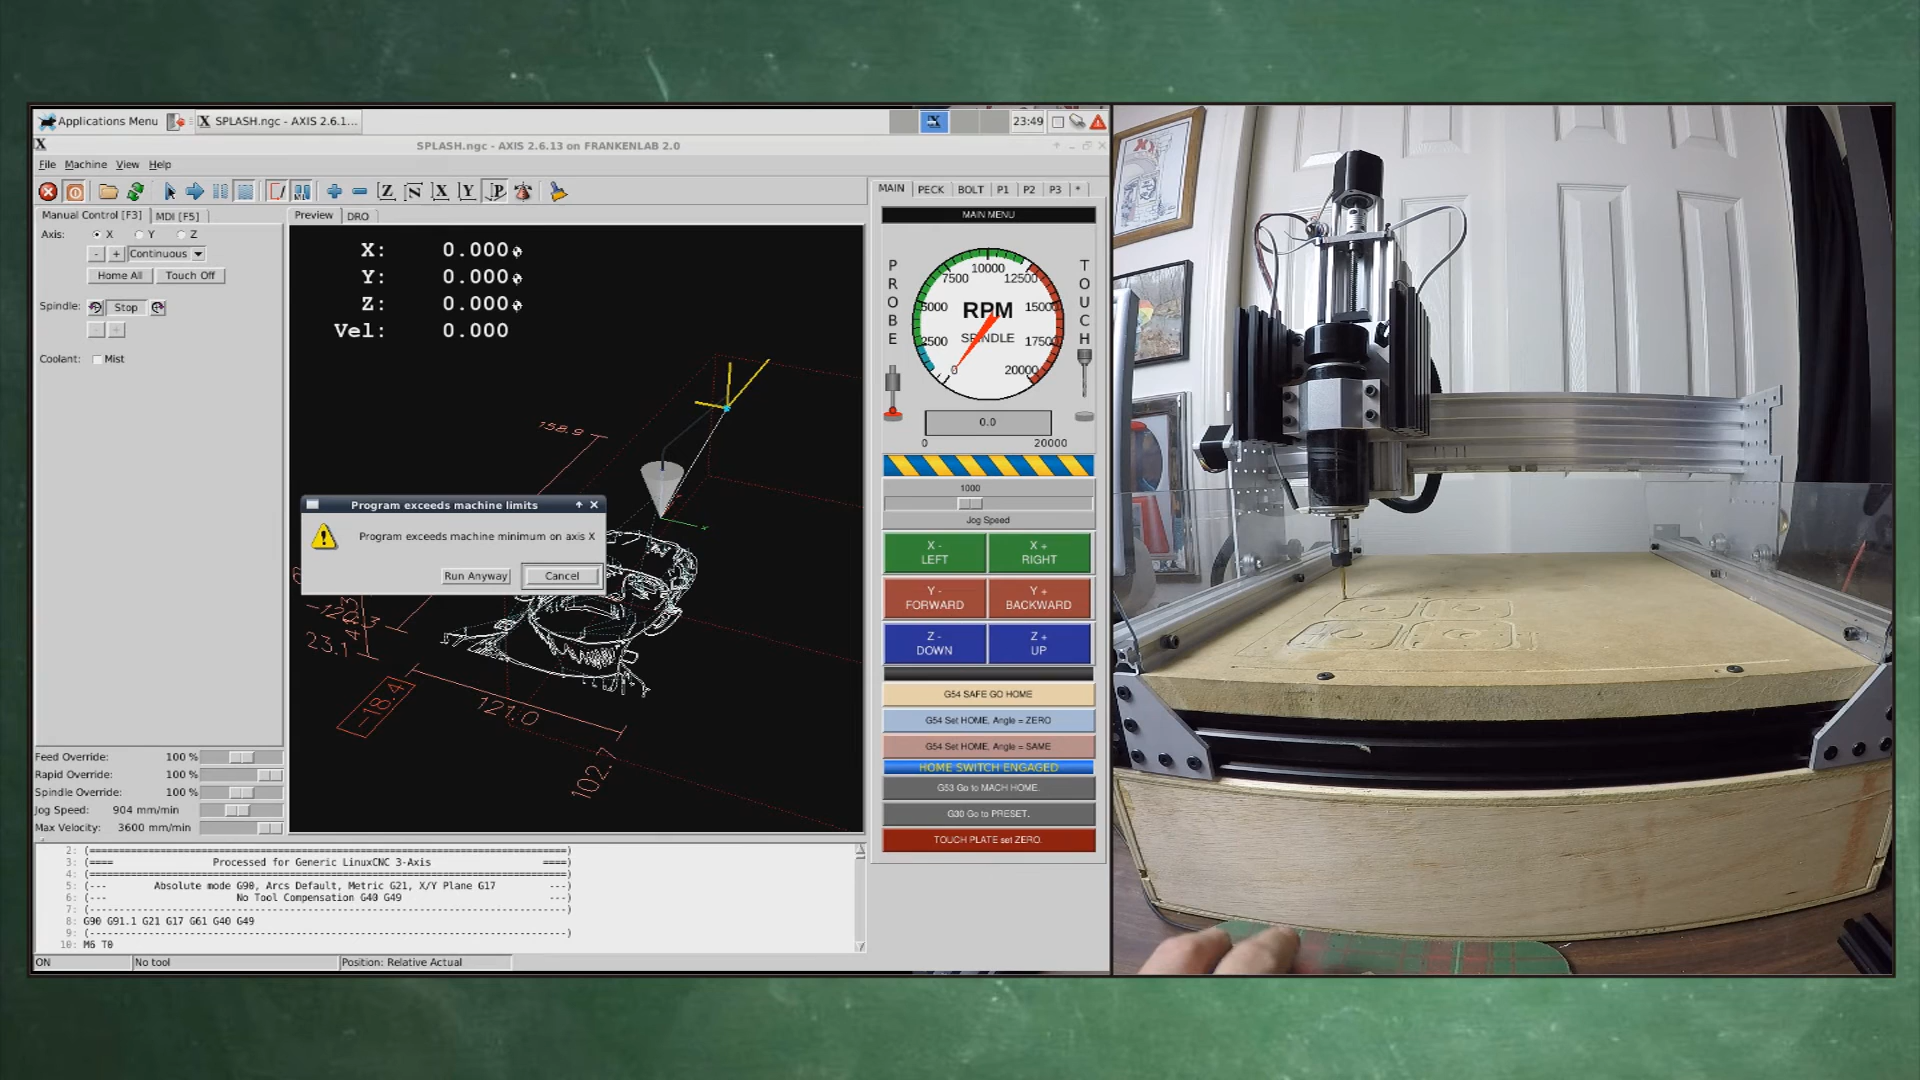 Applications Menu
SPLASH.ngc - AXIS 2.6.1...
23:49
SPLASH.ngc - AXIS 2.6.13 on FRANKENLAB 2.0
File Machine View Help
Manual Control [F3] MDI [F5]
Axis: X Y Z
- + Continuous
Home All Touch Off
Spindle: Stop
- +
Coolant: Mist
Feed Override: 100 %
Rapid Override: 100 %
Spindle Override: 100 %
Jog Speed: 904 mm/min
Max Velocity: 3600 mm/min
Preview DRO
X: 0.000
Y: 0.000
Z: 0.000
Vel: 0.000
158.9
Program exceeds machine limits
Program exceeds machine minimum on axis X
Run Anyway Cancel
23.1
-18.4
121.0
102.7
MAIN PECK BOLT P1 P2 P3 *
MAIN MENU
PROBE
TOUCH
0 2500 5000 7500 10000 12500 15000 17500 20000
RPM
SPINDLE
0.0
0 20000
1000
Jog Speed
X -
LEFT
X +
RIGHT
Y -
FORWARD
Y +
BACKWARD
Z -
DOWN
Z +
UP
G54 SAFE GO HOME
G54 Set HOME, Angle = ZERO
G54 Set HOME, Angle = SAME
HOME SWITCH ENGAGED
G53 Go to MACH HOME.
G30 Go to PRESET.
TOUCH PLATE set ZERO.
2: (==================================================)
3: (==== Processed for Generic LinuxCNC 3-Axis ====)
4: (==================================================)
5: (--- Absolute mode G90, Arcs Default, Metric G21, X/Y Plane G17 ---)
6: (--- No Tool Compensation G40 G49 ---)
7: (--------------------------------------------------)
8: G90 G91.1 G21 G17 G61 G40 G49
9: (--------------------------------------------------)
10: M6 T0
ON No tool Position: Relative Actual